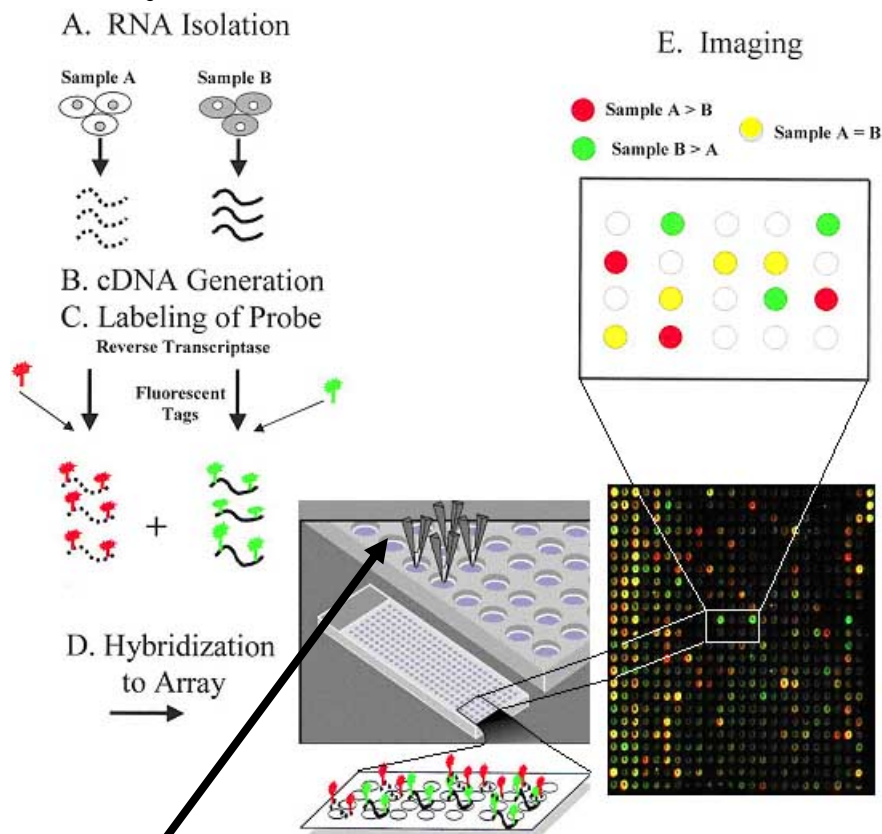 A. RNA Isolation
Sample A
Sample B
B. cDNA Generation
C. Labeling of Probe
Reverse Transcriptase
Fluorescent
Tags
+
D. Hybridization
to Array
E. Imaging
Sample A > B
Sample B > A
Sample A = B